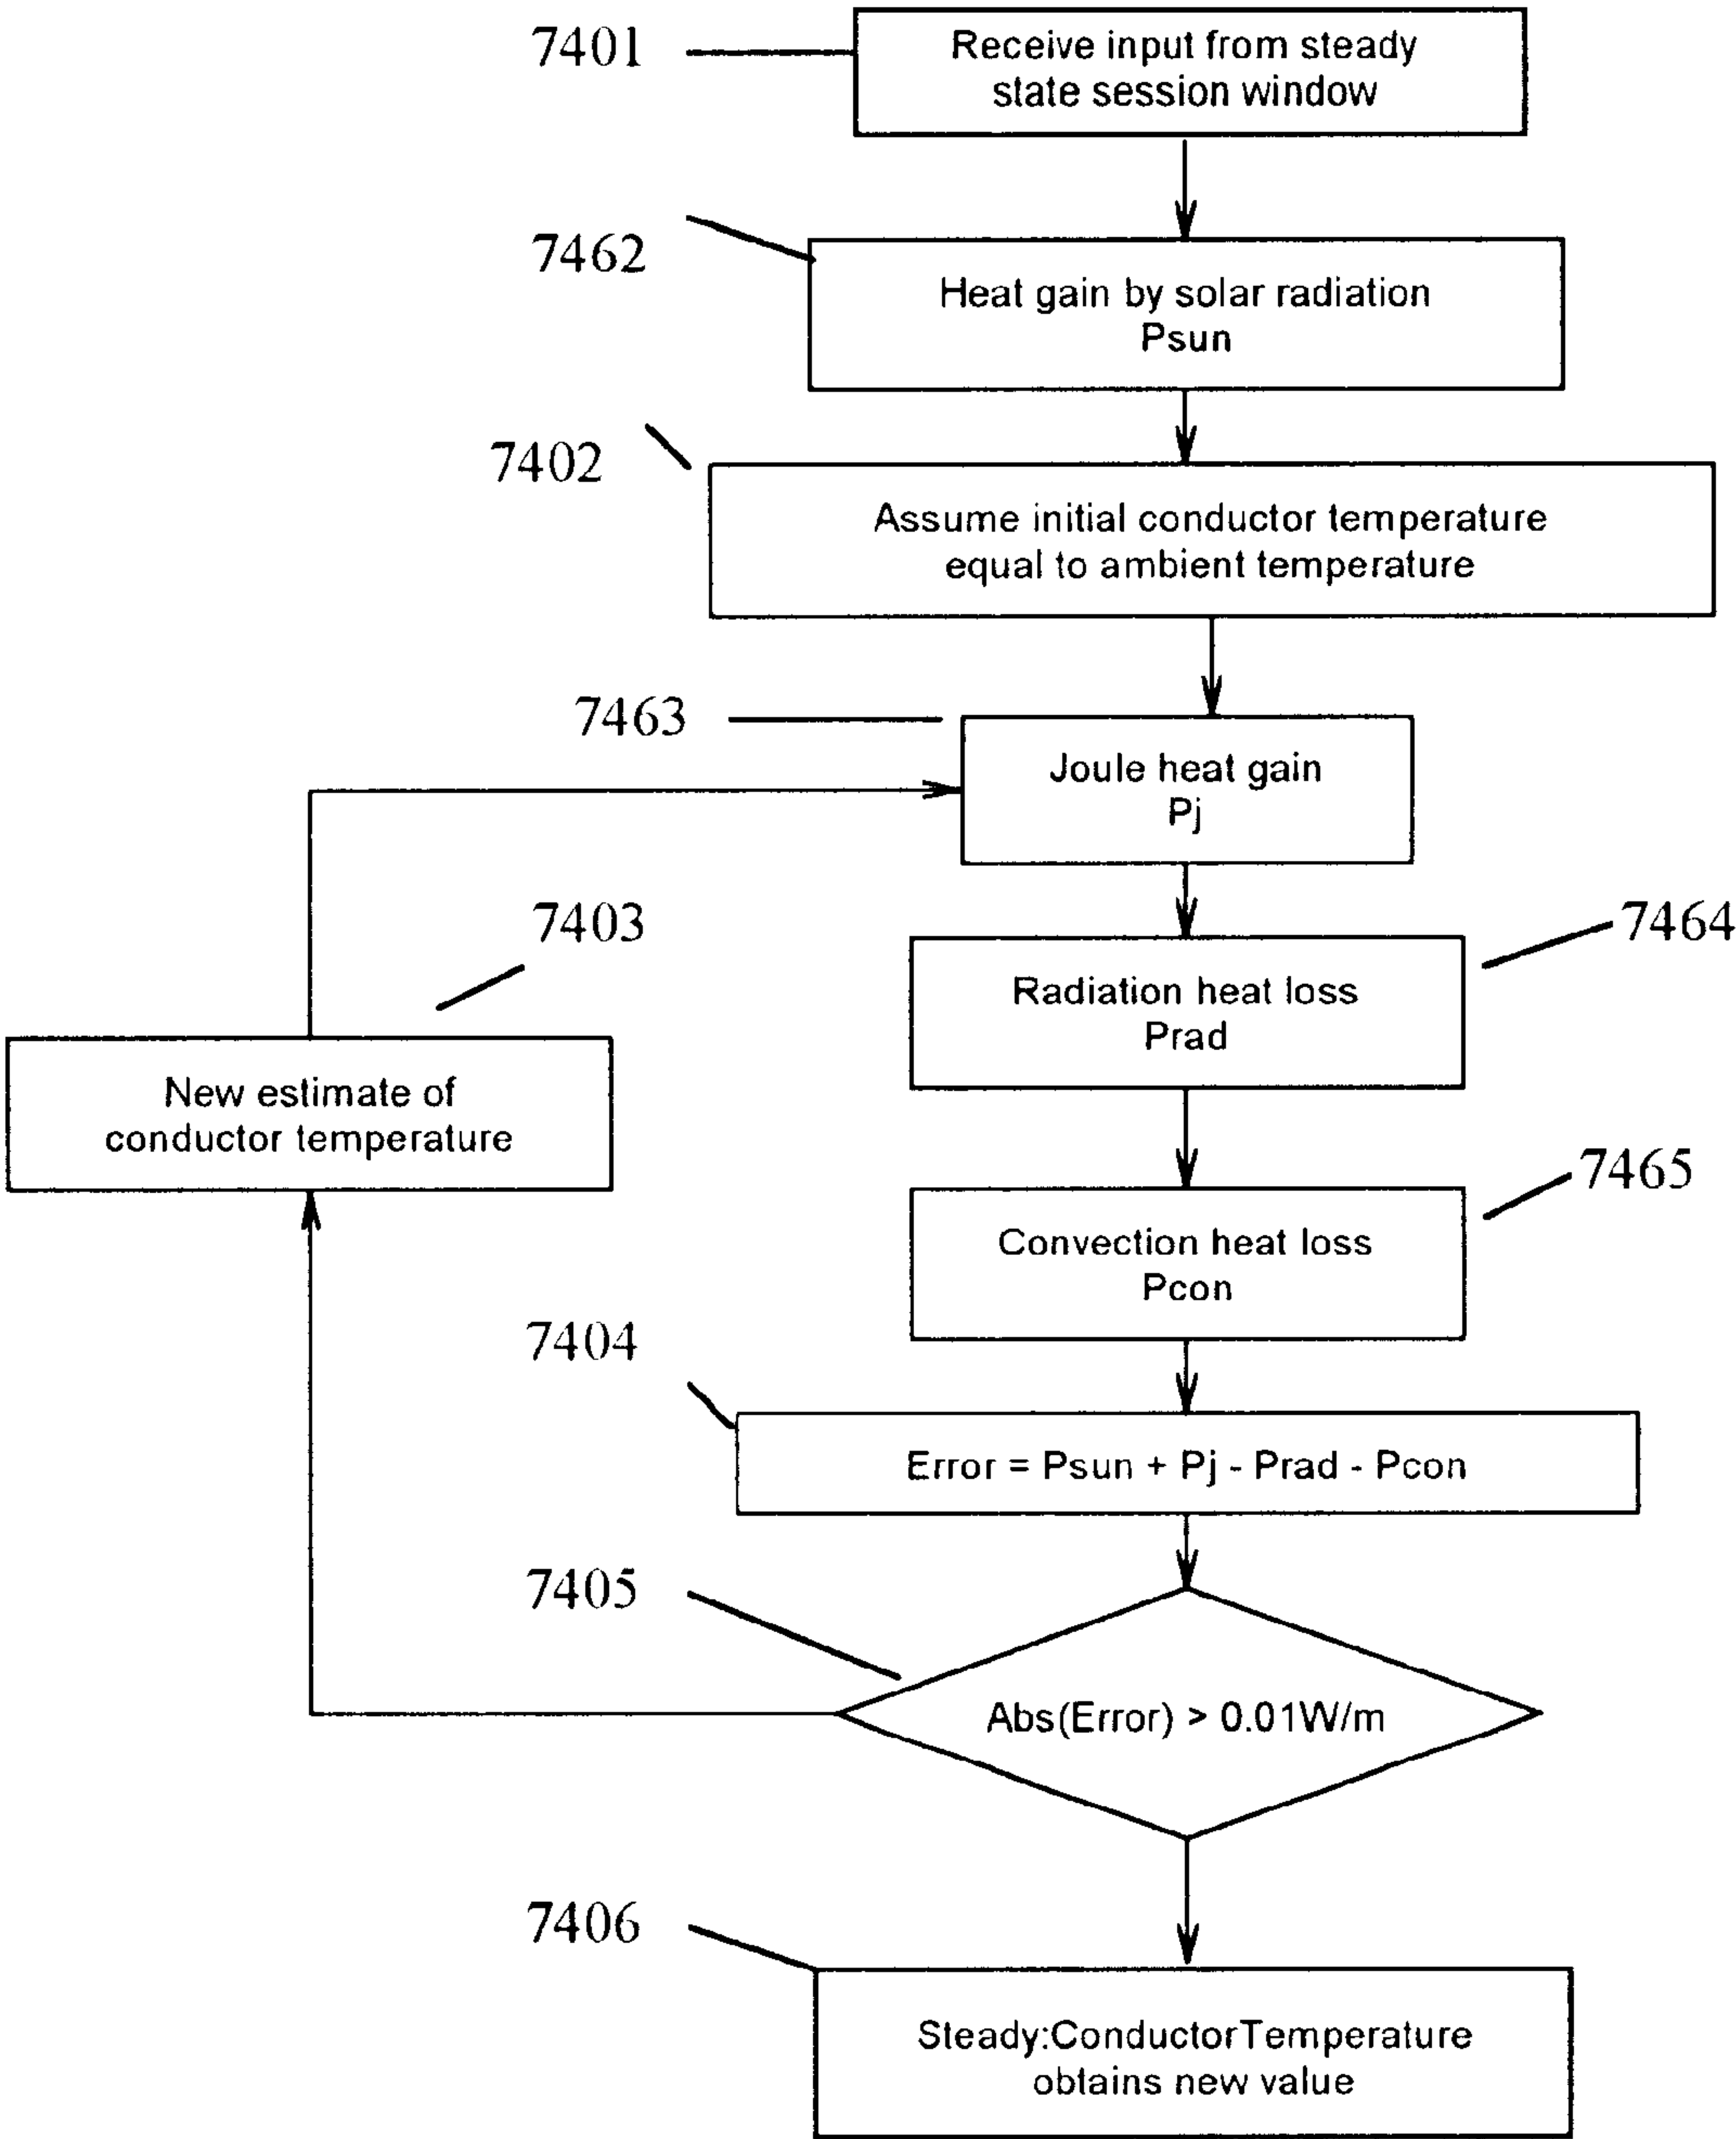 7401
Receive input from steady
state session window
7462
Heat gain by solar radiation
Psun
7402
Assume initial conductor temperature
equal to ambient temperature
7463
Joule heat gain
Pj
7403
New estimate of
conductor temperature
7464
Radiation heat loss
Prad
7465
Convection heat loss
Pcon
7404
Error = Psun + Pj - Prad - Pcon
7405
Abs(Error) > 0.01W/m
7406
Steady:ConductorTemperature
obtains new value